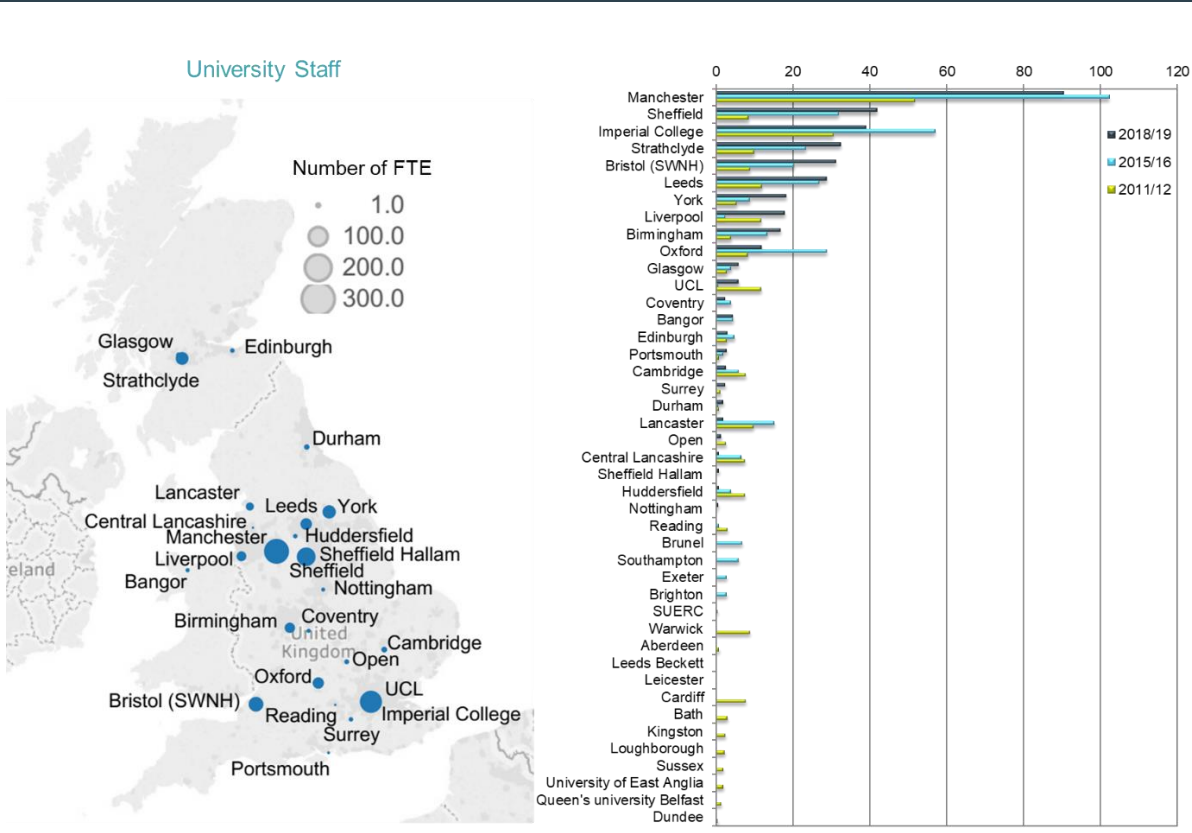 University Staff
Number of FTE
1.0
100.0
200.0
300.0
Glasgow
Edinburgh
Strathclyde
Durham
Lancaster
Leeds
York
Central Lancashire
Manchester
Huddersfield
Liverpool
Sheffield Hallam
Sheffield
eland
Bangor
Nottingham
Birmingham
Coventry
United
Kingdom
Cambridge
Open
Oxford
UCL
Bristol (SWNH)
Reading
Imperial College
Surrey
Portsmouth
0 20 40 60 80 100 120
Manchester
Sheffield
Imperial College
Strathclyde
Bristol (SWNH)
Leeds
York
Liverpool
Birmingham
Oxford
Glasgow
UCL
Coventry
Bangor
Edinburgh
Portsmouth
Cambridge
Surrey
Durham
Lancaster
Open
Central Lancashire
Sheffield Hallam
Huddersfield
Nottingham
Reading
Brunel
Southampton
Exeter
Brighton
SUERC
Warwick
Aberdeen
Leeds Beckett
Leicester
Cardiff
Bath
Kingston
Loughborough
Sussex
University of East Anglia
Queen's university Belfast
Dundee
2018/19
2015/16
2011/12